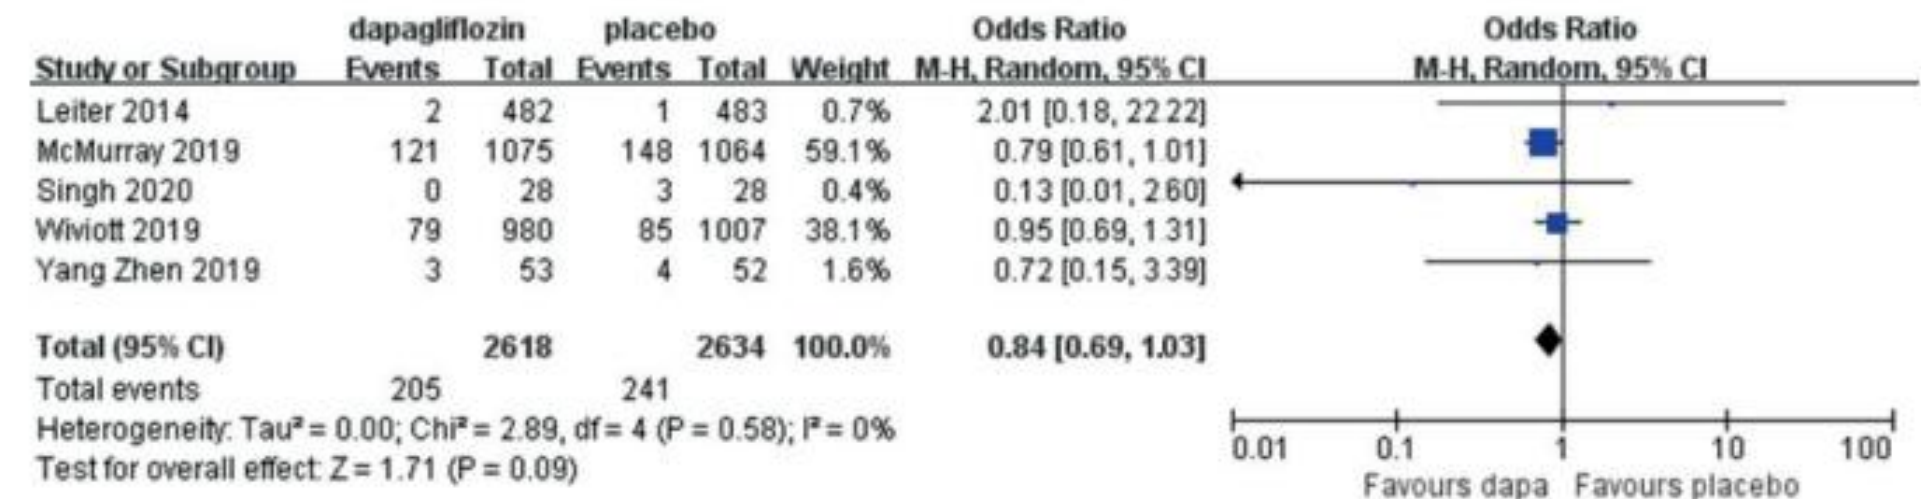 dapagliflozin placebo Odds Ratio Odds Ratio
Study or Subgroup Events Total Events Total Weight M-H, Random, 95% CI M-H, Random, 95% CI
Leiter 2014 2 482 1 483 0.7% 2.01 [0.18, 22.22]
McMurray 2019 121 1075 148 1064 59.1% 0.79 [0.61, 1.01]
Singh 2020 0 28 3 28 0.4% 0.13 [0.01, 2.60]
Wiviott 2019 79 980 85 1007 38.1% 0.95 [0.69, 1.31]
Yang Zhen 2019 3 53 4 52 1.6% 0.72 [0.15, 3.39]
Total (95% CI) 2618 2634 100.0% 0.84 [0.69, 1.03]
Total events 205 241
Heterogeneity: Tau² = 0.00; Chi² = 2.89, df = 4 (P = 0.58); I² = 0%
Test for overall effect: Z = 1.71 (P = 0.09)
0.01 0.1 1 10 100
Favours dapa Favours placebo